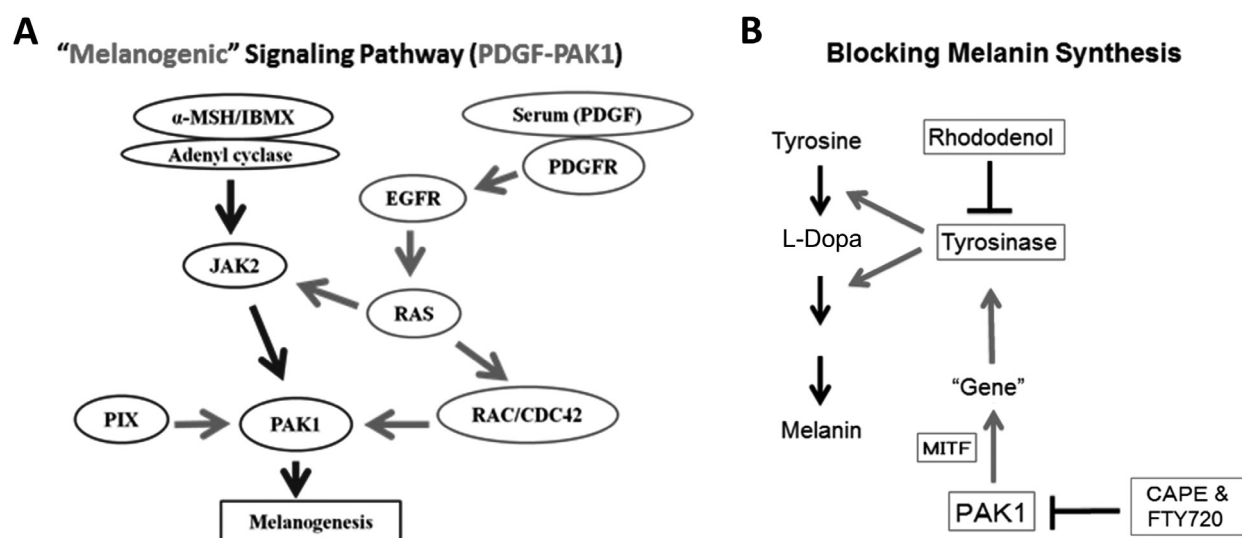 A
“Melanogenic” Signaling Pathway (PDGF-PAK1)
α-MSH/IBMX
Adenyl cyclase
Serum (PDGF)
PDGFR
EGFR
JAK2
RAS
PIX
PAK1
RAC/CDC42
Melanogenesis
B
Blocking Melanin Synthesis
Tyrosine
Rhododenol
L-Dopa
Tyrosinase
“Gene”
Melanin
MITF
PAK1
CAPE &
FTY720